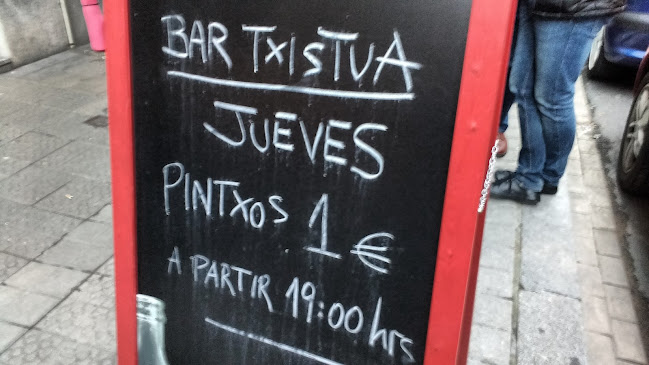 BAR TXISTUA
JUEVES
PINTXOS 1 €
A PARTIR 19:00 hrs